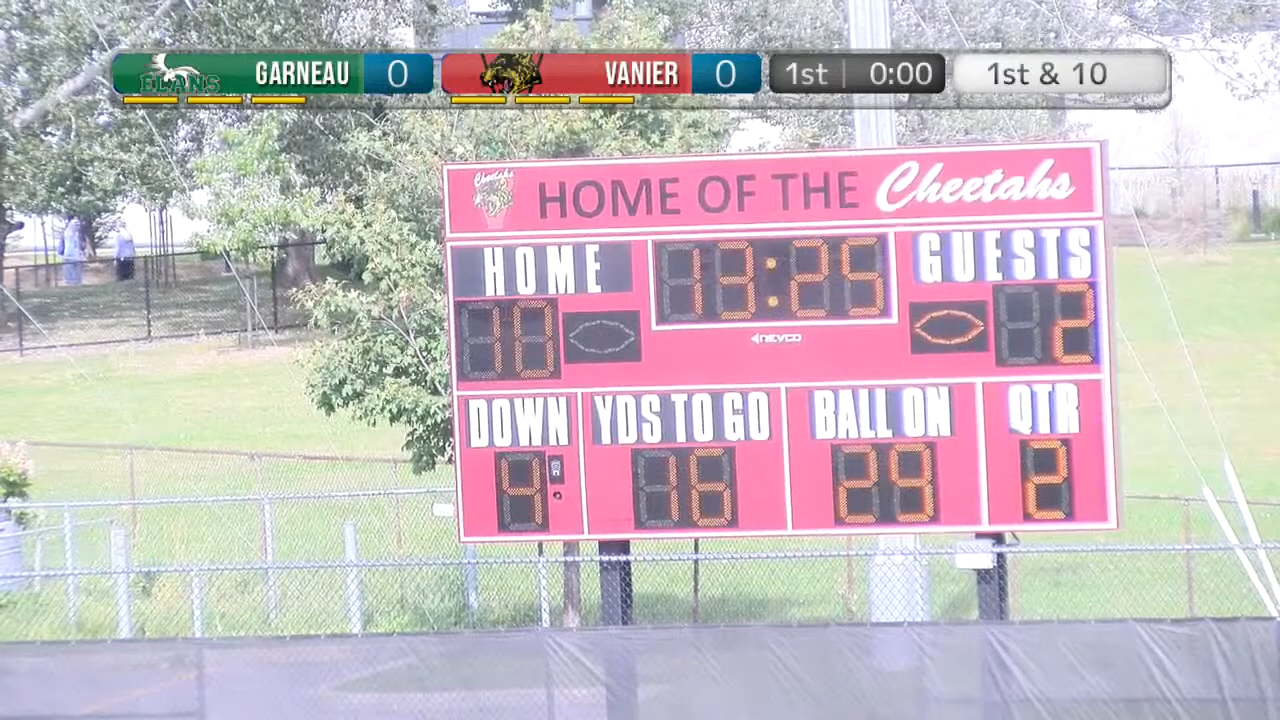 ELANS GARNEAU 0 VANIER 0 1st 0:00 1st & 10
Cheetahs HOME OF THE Cheetahs
HOME 13:25 GUESTS
10 2
NEVCO
DOWN YDS TO GO BALL ON QTR
4 16 29 2